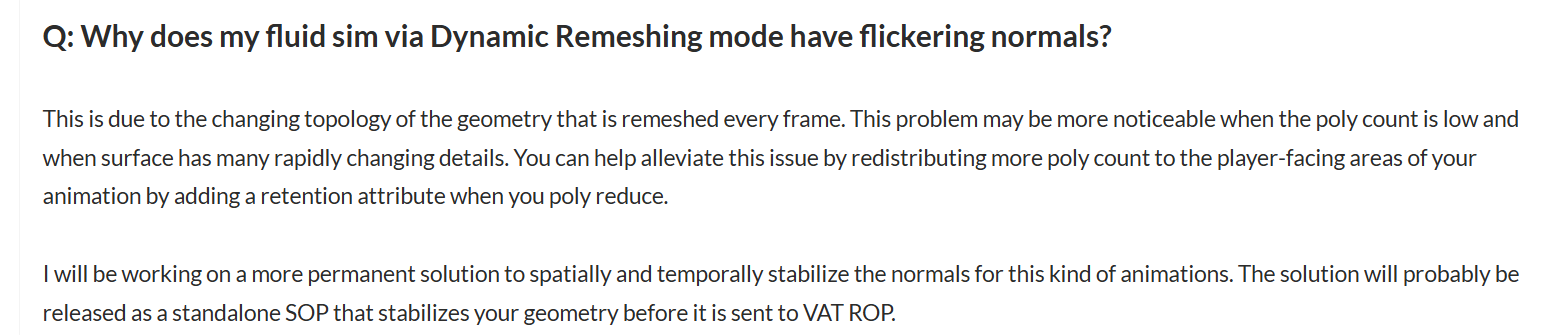 Q: Why does my fluid sim via Dynamic Remeshing mode have flickering normals?
This is due to the changing topology of the geometry that is remeshed every frame. This problem may be more noticeable when the poly count is low and
when surface has many rapidly changing details. You can help alleviate this issue by redistributing more poly count to the player-facing areas of your
animation by adding a retention attribute when you poly reduce.
I will be working on a more permanent solution to spatially and temporally stabilize the normals for this kind of animations. The solution will probably be
released as a standalone SOP that stabilizes your geometry before it is sent to VAT ROP.